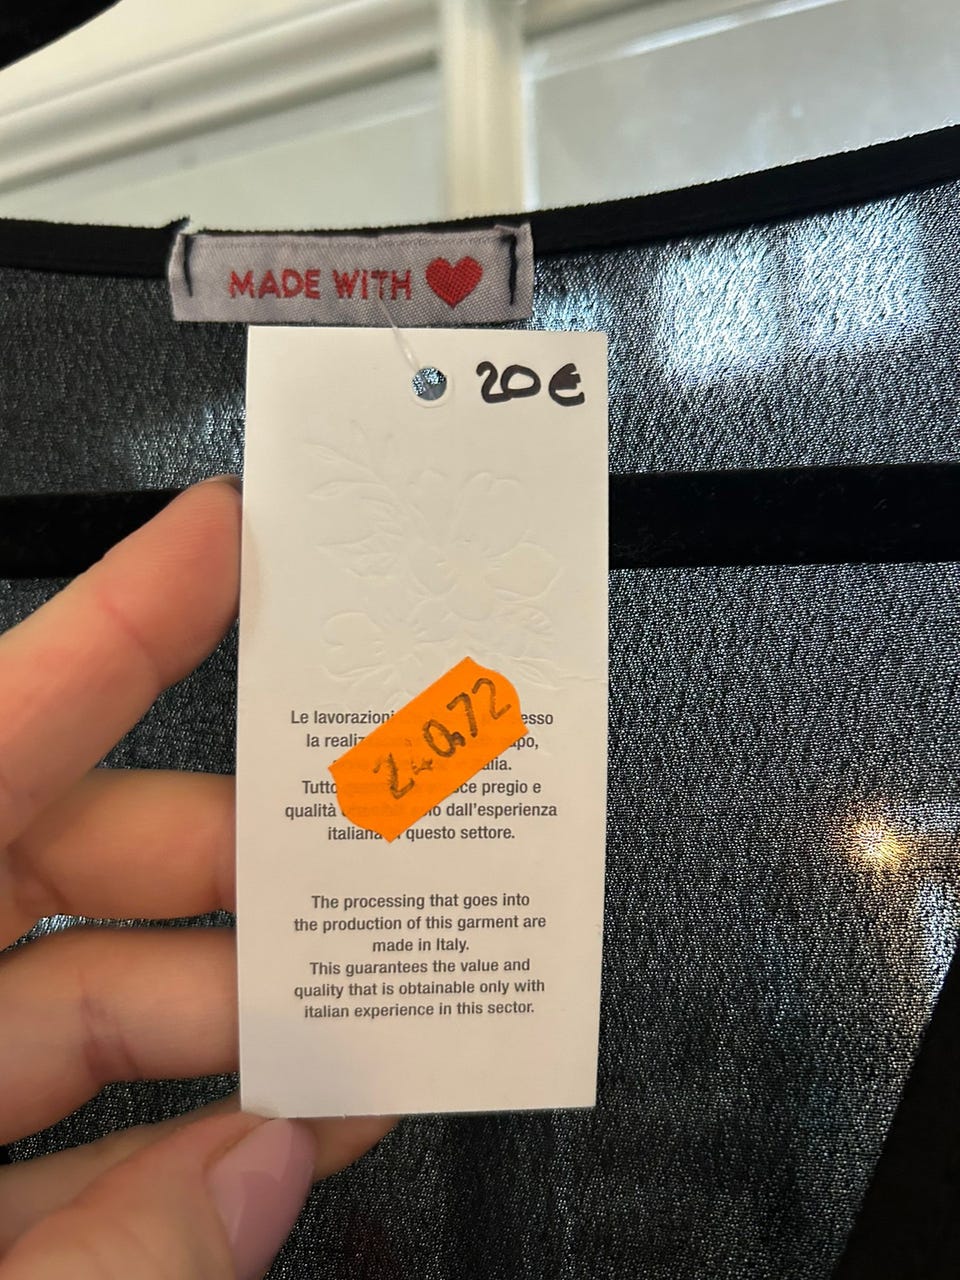 MADE WITH
20€
Le lavorazioni esso
la
24072
Tutto pregio e
qualità dall'esperienza
italiana questo settore.
The processing that goes into
the production of this garment are
made in Italy.
This guarantees the value and
quality that is obtainable only with
italian experience in this sector.